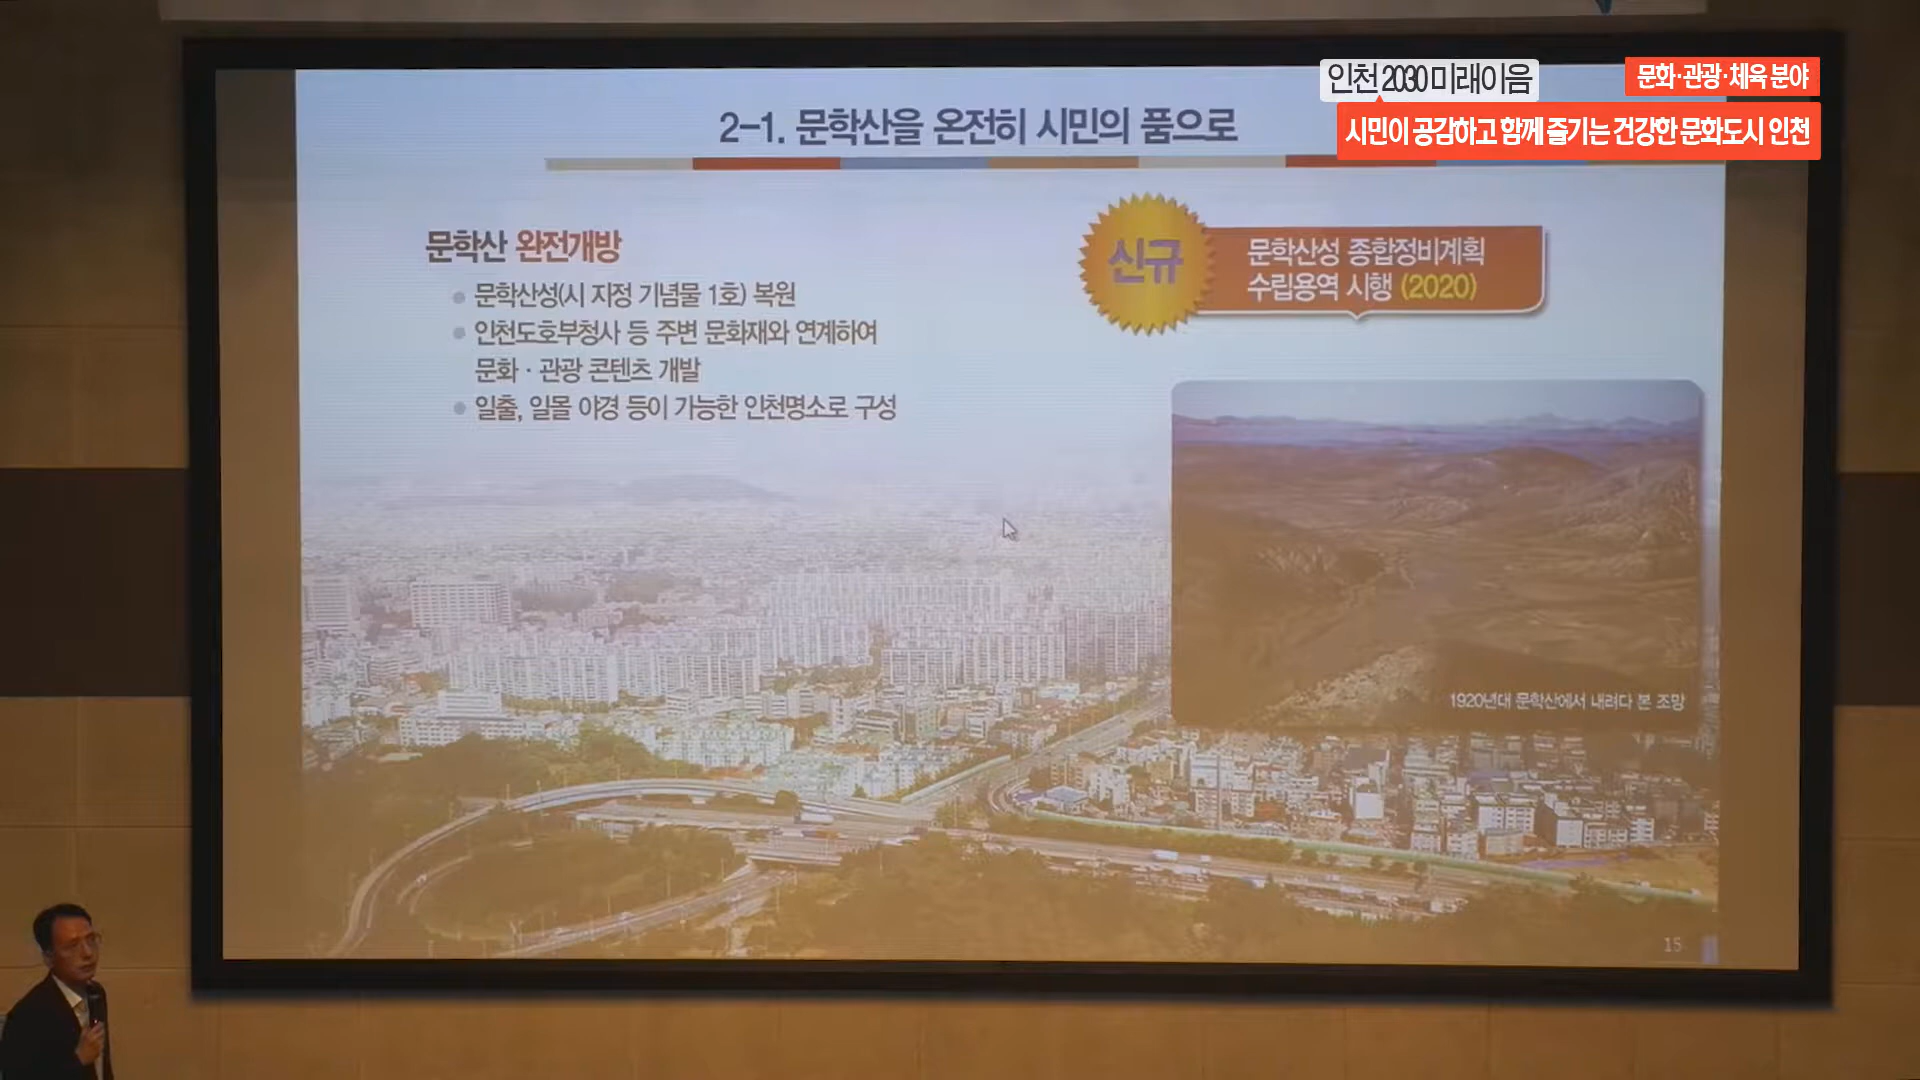 인천 2030 미래이음
문화·관광·체육 분야
시민이 공감하고 함께 즐기는 건강한 문화도시 인천
2-1. 문학산을 온전히 시민의 품으로
문학산 완전개방
문학산성(시 지정 기념물 1호) 복원
인천도호부청사 등 주변 문화재와 연계하여
문화 · 관광 콘텐츠 개발
일출, 일몰 야경 등이 가능한 인천명소로 구성
신규
문학산성 종합정비계획
수립용역 시행 (2020)
1920년대 문학산에서 내려다 본 조망
15